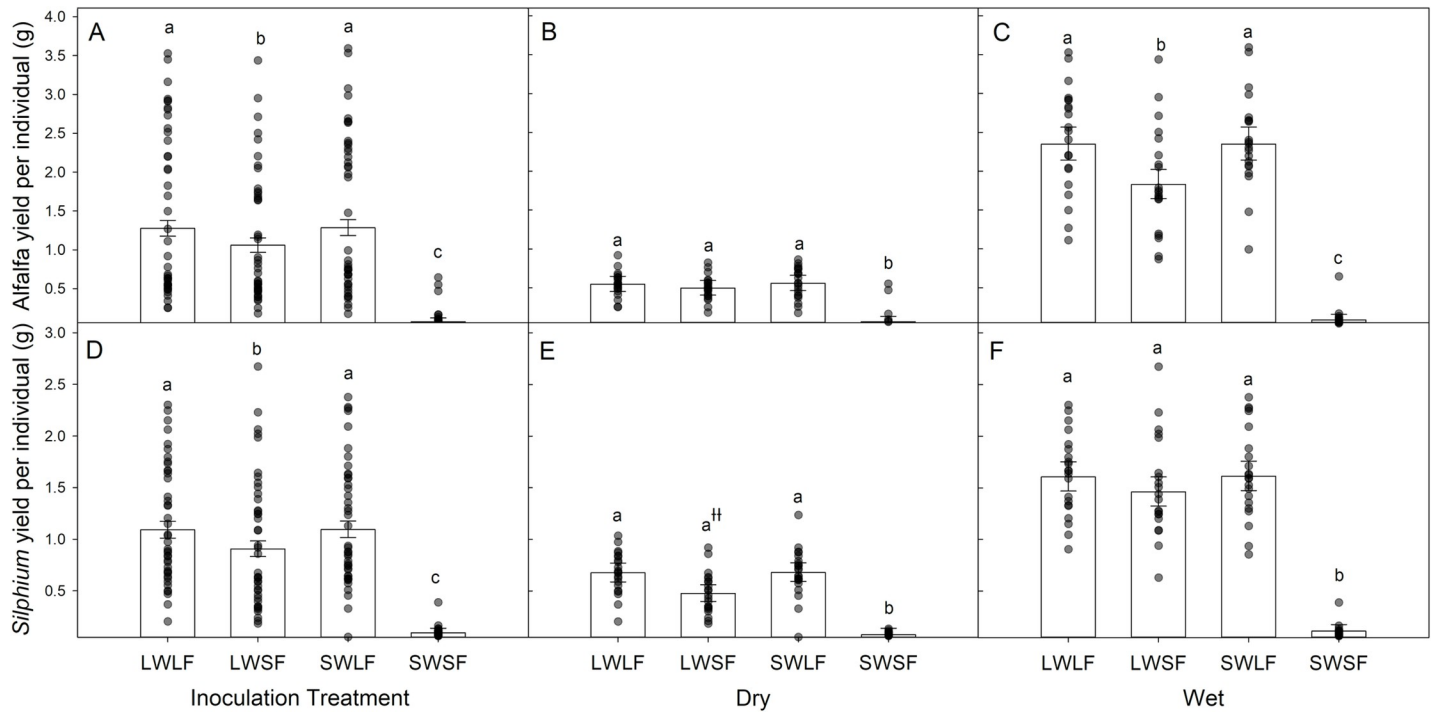 Alfalfa yield per individual (g)
4.0
3.5
3.0
2.5
2.0
1.5
1.0
0.5
A
a
b
a
c
B
a
a
a
b
C
a
b
a
c
Silphium yield per individual (g)
3.0
2.5
2.0
1.5
1.0
0.5
D
a
b
a
c
E
a
aƗƗ
a
b
F
a
a
a
b
LWLF LWSF SWLF SWSF
LWLF LWSF SWLF SWSF
LWLF LWSF SWLF SWSF
Inoculation Treatment
Dry
Wet